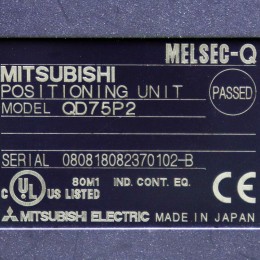 MELSEC-Q
MITSUBISHI
POSITIONING UNIT
PASSED
MODEL QD75P2
SERIAL 080818082370102-B
c UL US LISTED 80M1 IND. CONT. EQ. CE
MITSUBISHI ELECTRIC MADE IN JAPAN